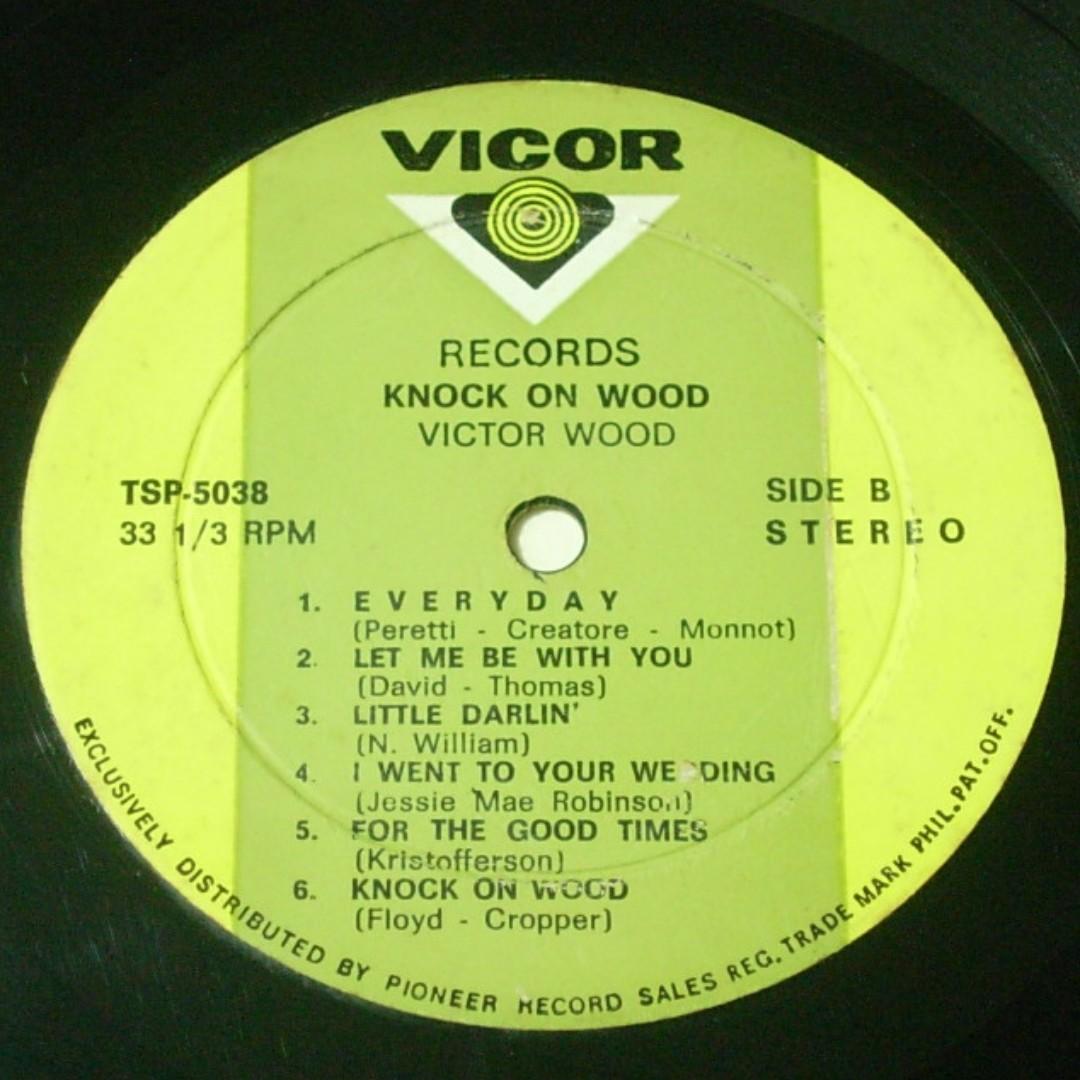 VICOR
RECORDS
KNOCK ON WOOD
VICTOR WOOD
TSP-5038
33 1/3 RPM
SIDE B
STEREO
1. EVERYDAY
(Peretti - Creatore - Monnot)
2. LET ME BE WITH YOU
(David - Thomas)
3. LITTLE DARLIN'
(N. William)
4. I WENT TO YOUR WEDDING
(Jessie Mae Robinson)
5. FOR THE GOOD TIMES
(Kristofferson)
6. KNOCK ON WOOD
(Floyd - Cropper)
EXCLUSIVELY DISTRIBUTED BY PIONEER RECORD SALES REG. TRADE MARK PHIL. PAT. OFF.